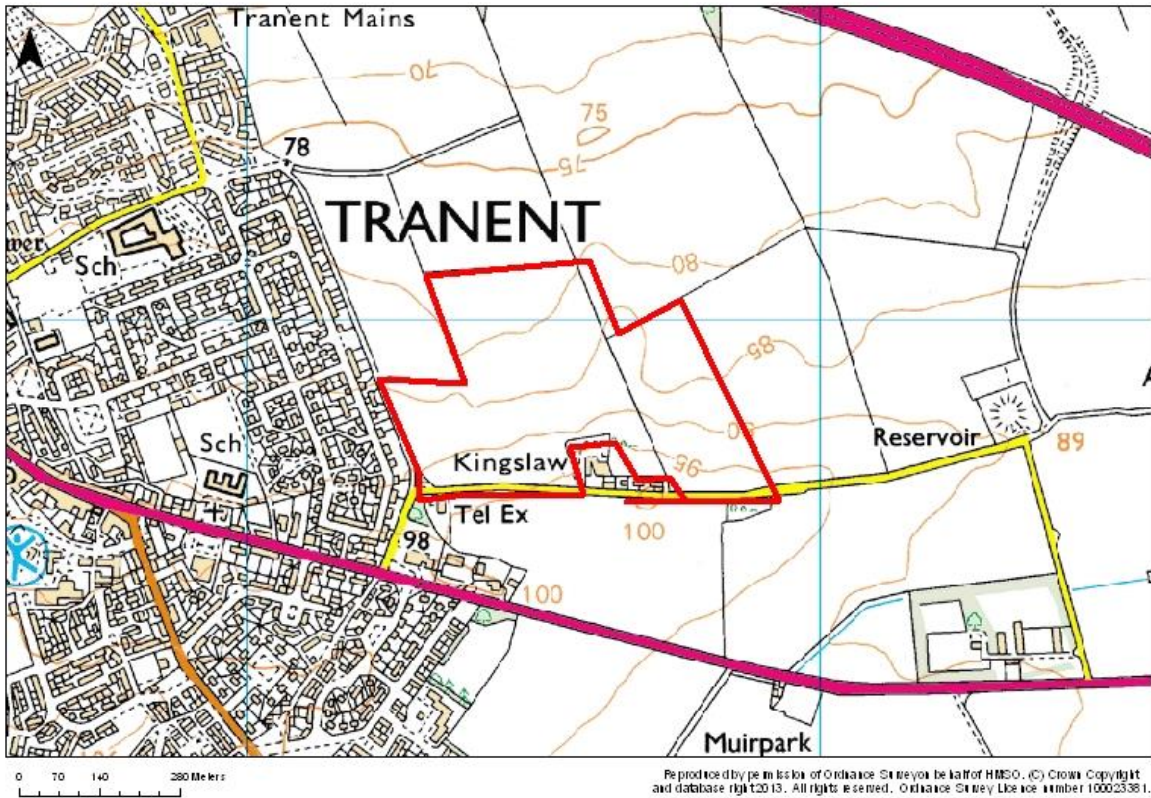 Tranent Mains
70
75
78
75
TRANENT
wer
Sch
80
85
Sch
Kingslaw
90
95
Reservoir
89
A
Tel Ex
98
100
100
Muirpark
0 70 140 280 Meters
Reproduced by permission of Ordnance Survey on behalf of HMSO. (C) Crown Copyright
and database right 2013. All rights reserved. Ordnance Survey Licence number 100023381.